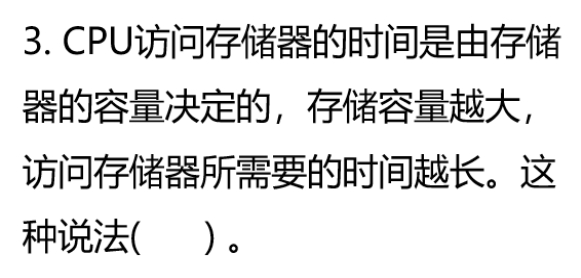 3. CPU访问存储器的时间是由存储
器的容量决定的，存储容量越大，
访问存储器所需要的时间越长。这
种说法(      ) 。